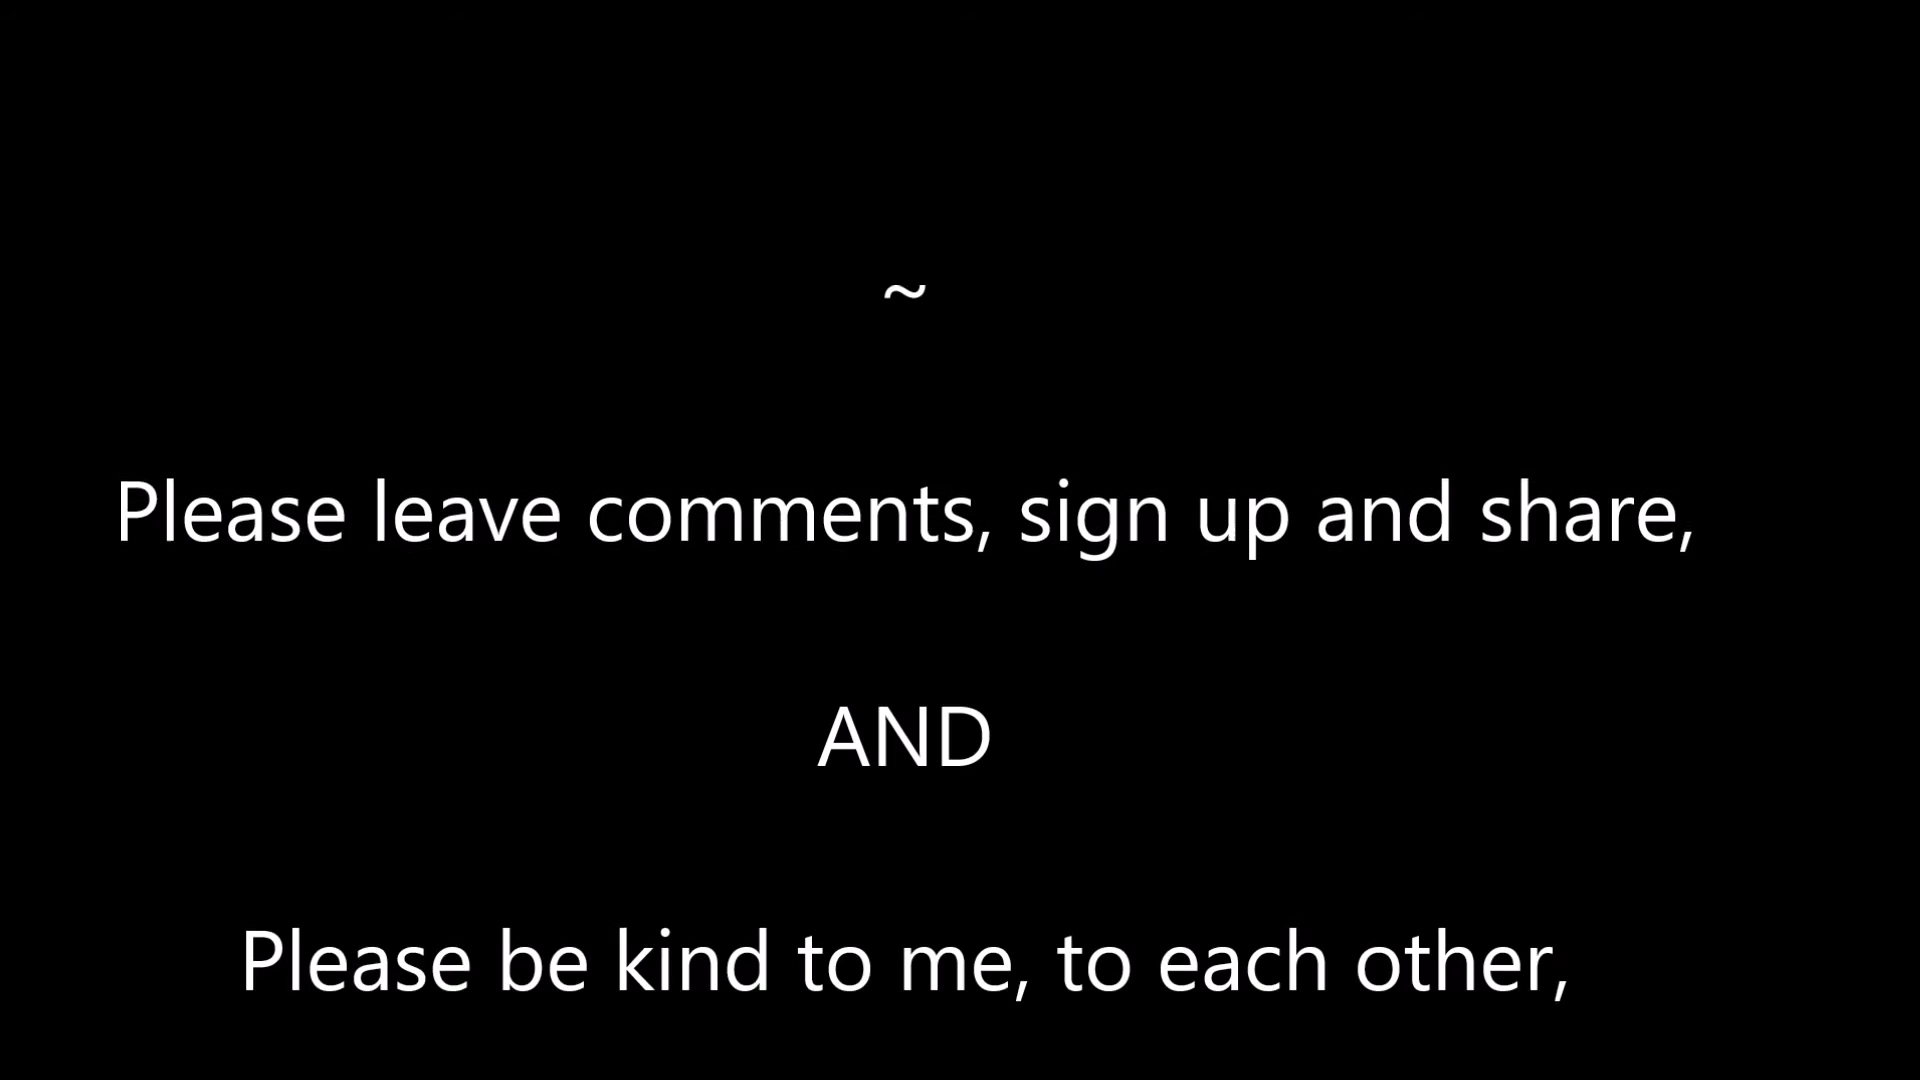 ~
Please leave comments, sign up and share,
AND
Please be kind to me, to each other,